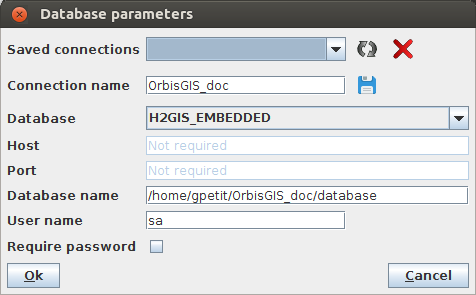 Database parameters
Saved connections
Connection name OrbisGIS_doc
Database H2GIS_EMBEDDED
Host Not required
Port Not required
Database name /home/gpetit/OrbisGIS_doc/database
User name sa
Require password
Ok Cancel